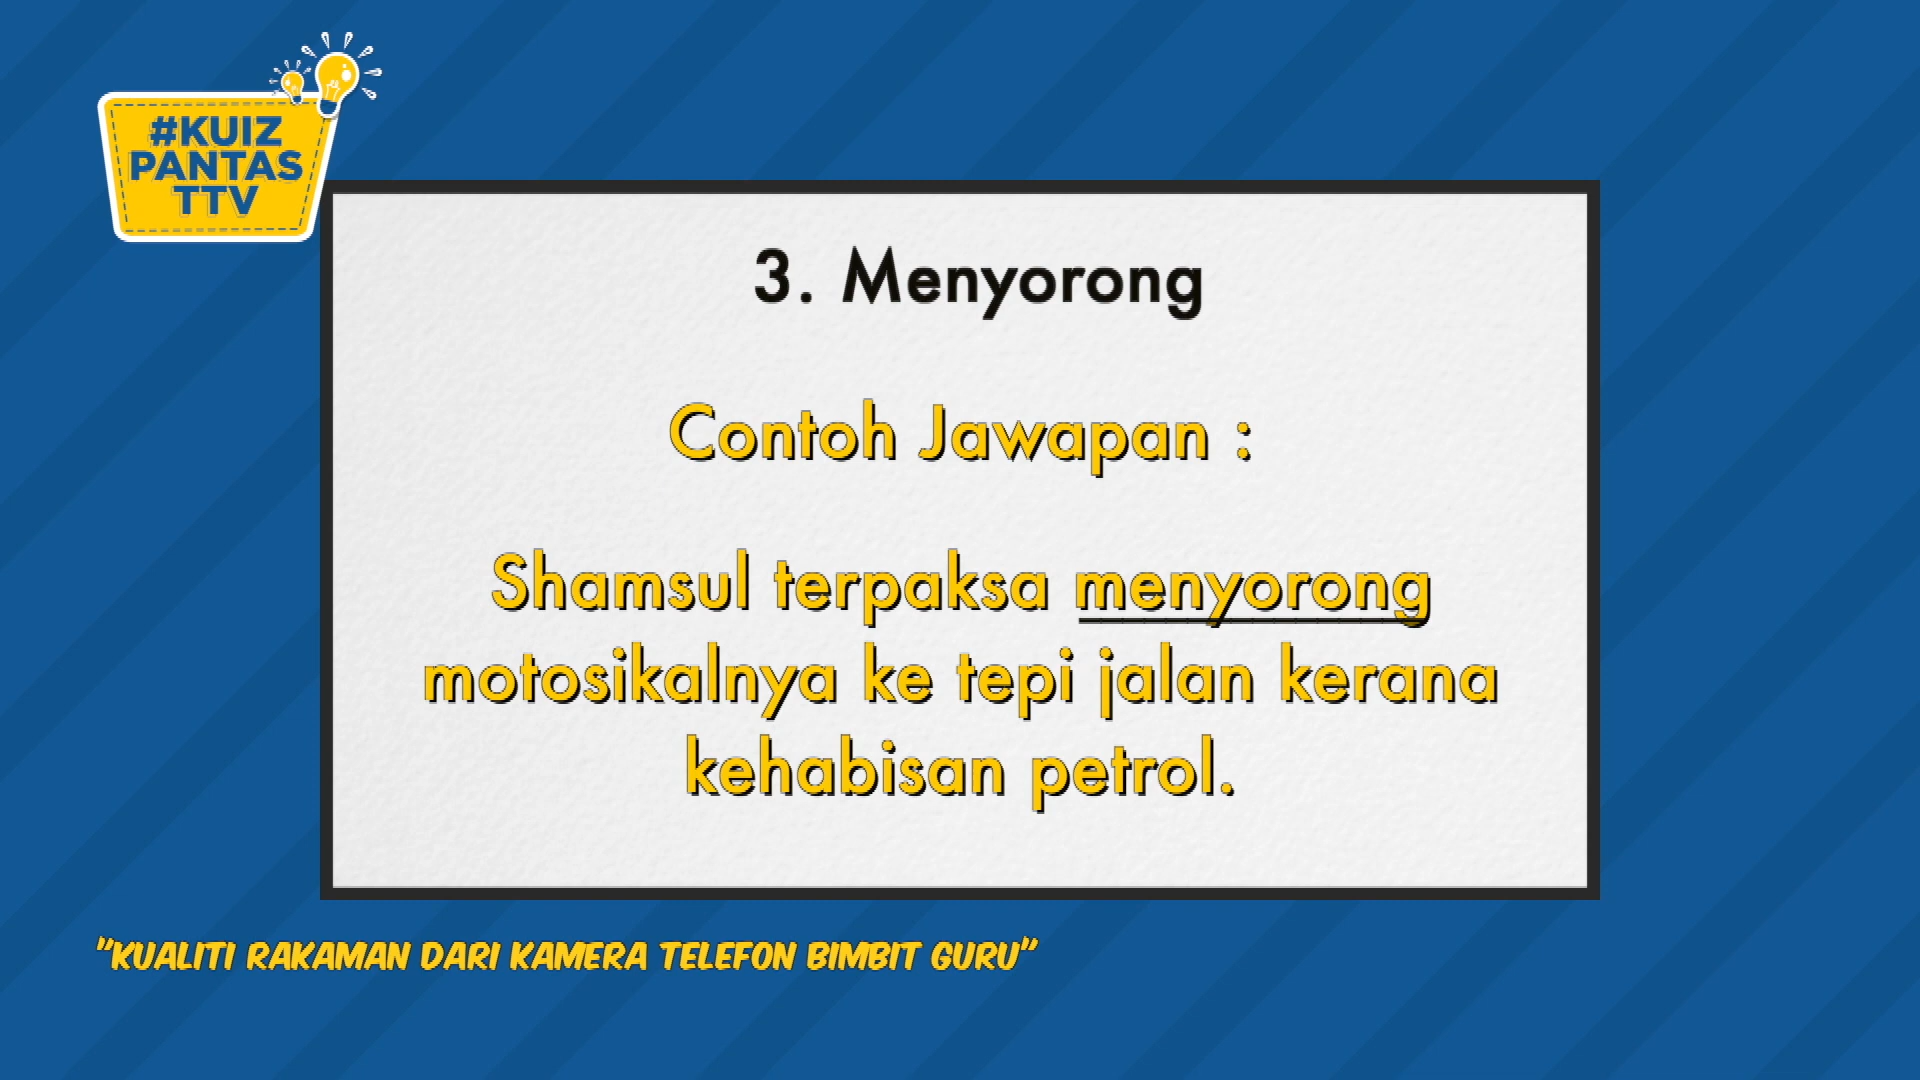 #KUIZ
PANTAS
TTV
3. Menyorong
Contoh Jawapan :
Shamsul terpaksa menyorong
motosikalnya ke tepi jalan kerana
kehabisan petrol.
"KUALITI RAKAMAN DARI KAMERA TELEFON BIMBIT GURU"